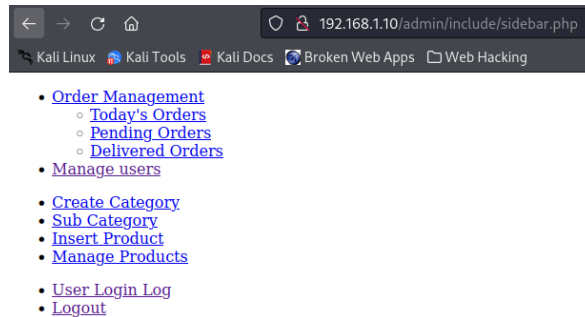 192.168.1.10/admin/include/sidebar.php
Kali Linux Kali Tools Kali Docs Broken Web Apps Web Hacking
Order Management
Today's Orders
Pending Orders
Delivered Orders
Manage users
Create Category
Sub Category
Insert Product
Manage Products
User Login Log
Logout